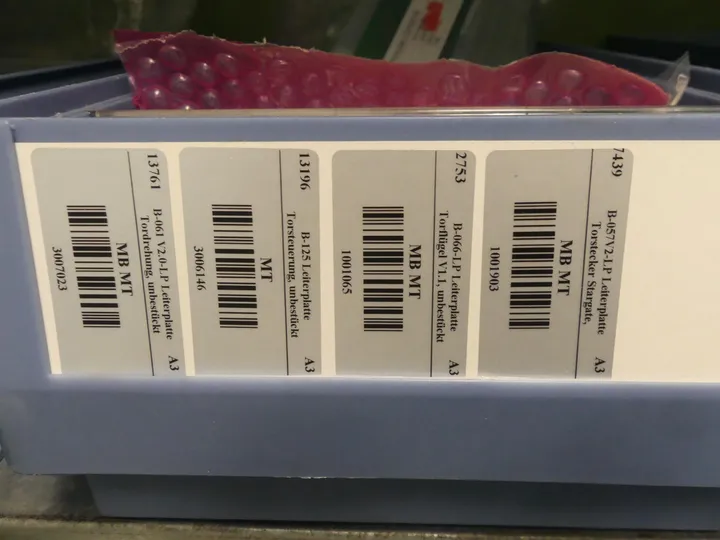 13761
B-061 V2.0-LP Leiterplatte
Tordrehung, unbestückt
A3
MB MT
3007023
13196
B-125 Leiterplatte
Torsteuerung, unbestückt
A3
MT
3006146
2753
B-066-LP Leiterplatte
Torflügel V1.1, unbestückt
A3
MB MT
1001065
7439
B-057V2-LP Leiterplatte
Torstecker Stargate,
A3
MB MT
1001903